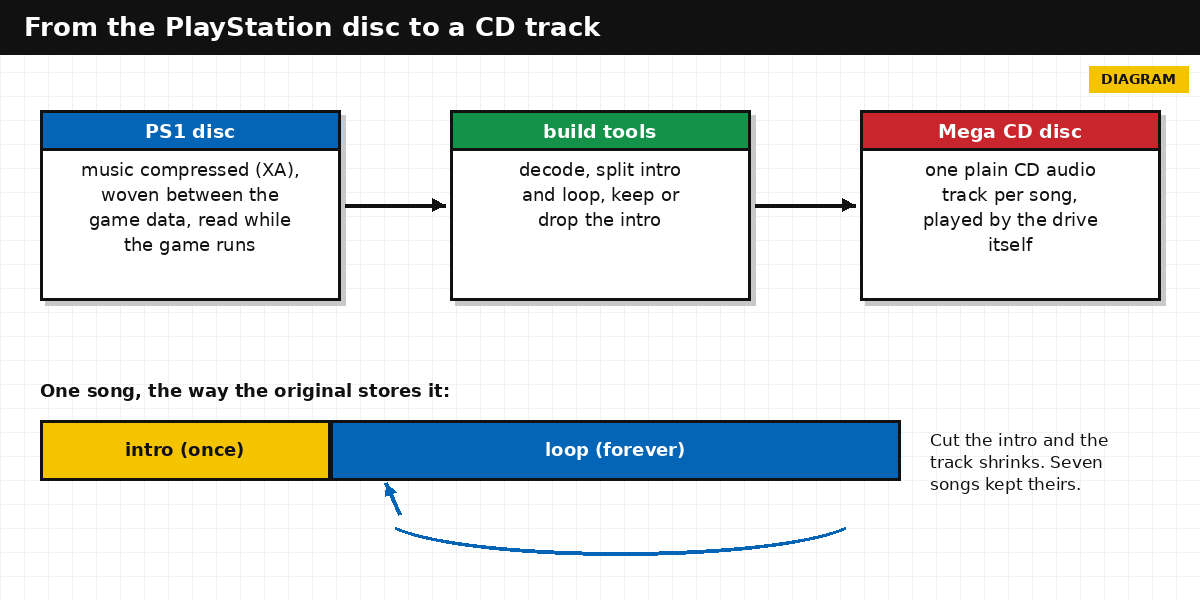 From the PlayStation disc to a CD track
DIAGRAM
PS1 disc
music compressed (XA),
woven between the
game data, read while
the game runs
build tools
decode, split intro
and loop, keep or
drop the intro
Mega CD disc
one plain CD audio
track per song,
played by the drive
itself
One song, the way the original stores it:
intro (once)
loop (forever)
Cut the intro and the
track shrinks. Seven
songs kept theirs.